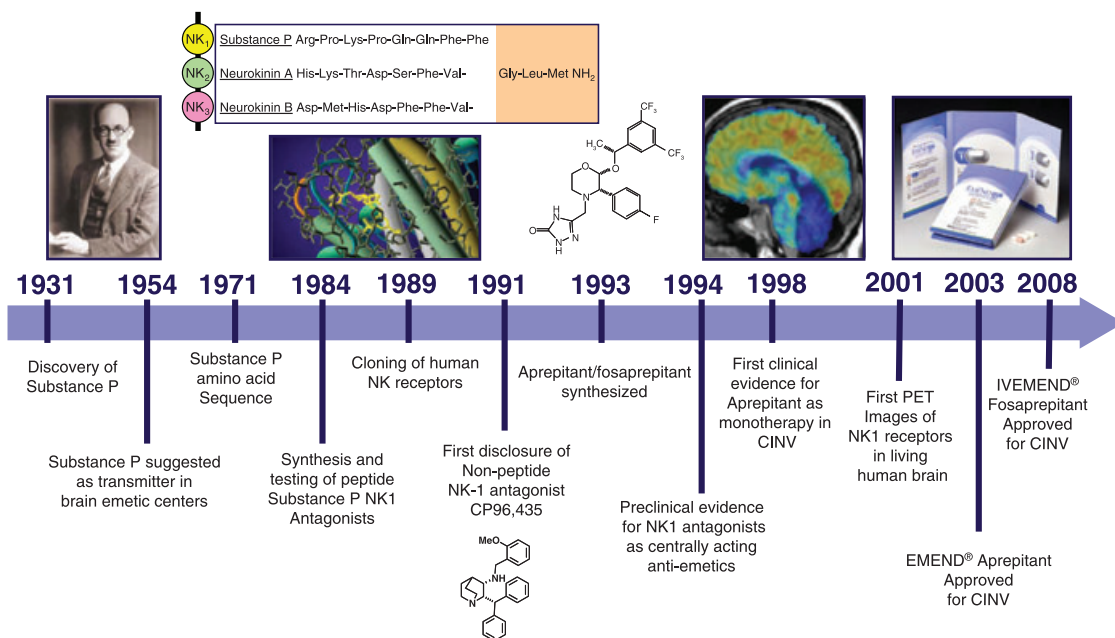 NK1 Substance P Arg-Pro-Lys-Pro-Gln-Gln-Phe-Phe
NK2 Neurokinin A His-Lys-Thr-Asp-Ser-Phe-Val-
Gly-Leu-Met NH2
NK3 Neurokinin B Asp-Met-His-Asp-Phe-Phe-Val-
CF3
H3C
CF3
O
O
N
F
HN
O
N
N
H
1931
1954
1971
1984
1989
1991
1993
1994
1998
2001
2003
2008
Discovery of
Substance P
Substance P suggested
as transmitter in
brain emetic centers
Substance P
amino acid
Sequence
Synthesis and
testing of peptide
Substance P NK1
Antagonists
Cloning of human
NK receptors
First disclosure of
Non-peptide
NK-1 antagonist
CP96,435
MeO
NH
N
Aprepitant/fosaprepitant
synthesized
Preclinical evidence
for NK1 antagonists
as centrally acting
anti-emetics
First clinical
evidence for
Aprepitant as
monotherapy in
CINV
First PET
Images of
NK1 receptors
in living
human brain
EMEND® Aprepitant
Approved
for CINV
IVEMEND®
Fosaprepitant
Approved
for CINV